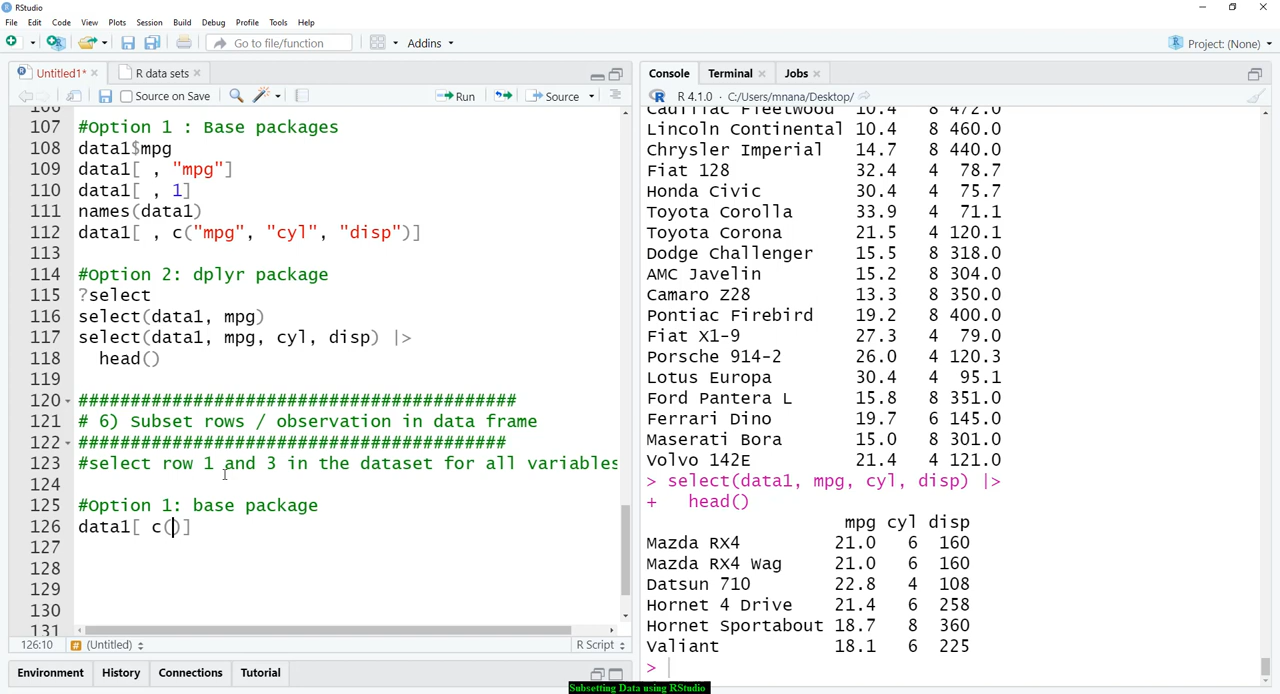 RStudio
File Edit Code View Plots Session Build Debug Profile Tools Help
Go to file/function Addins Project: (None)
Untitled1* R data sets
Source on Save Run Source
107 #Option 1 : Base packages
108 data1$mpg
109 data1[ , "mpg"]
110 data1[ , 1]
111 names(data1)
112 data1[ , c("mpg", "cyl", "disp")]
113
114 #Option 2: dplyr package
115 ?select
116 select(data1, mpg)
117 select(data1, mpg, cyl, disp) |>
118 head()
119
120 ##########################################
121 # 6) Subset rows / observation in data frame
122 #########################################
123 #select row 1 and 3 in the dataset for all variables
124
125 #Option 1: base package
126 data1[ c()]
127
128
129
130
131
126:10 # (Untitled) R Script
Environment History Connections Tutorial
Console Terminal Jobs
R R 4.1.0 · C:/Users/mnana/Desktop/
Cadillac Fleetwood 10.4 8 472.0
Lincoln Continental 10.4 8 460.0
Chrysler Imperial 14.7 8 440.0
Fiat 128 32.4 4 78.7
Honda Civic 30.4 4 75.7
Toyota Corolla 33.9 4 71.1
Toyota Corona 21.5 4 120.1
Dodge Challenger 15.5 8 318.0
AMC Javelin 15.2 8 304.0
Camaro Z28 13.3 8 350.0
Pontiac Firebird 19.2 8 400.0
Fiat X1-9 27.3 4 79.0
Porsche 914-2 26.0 4 120.3
Lotus Europa 30.4 4 95.1
Ford Pantera L 15.8 8 351.0
Ferrari Dino 19.7 6 145.0
Maserati Bora 15.0 8 301.0
Volvo 142E 21.4 4 121.0
> select(data1, mpg, cyl, disp) |>
+ head()
mpg cyl disp
Mazda RX4 21.0 6 160
Mazda RX4 Wag 21.0 6 160
Datsun 710 22.8 4 108
Hornet 4 Drive 21.4 6 258
Hornet Sportabout 18.7 8 360
Valiant 18.1 6 225
>
Subsetting Data using RStudio